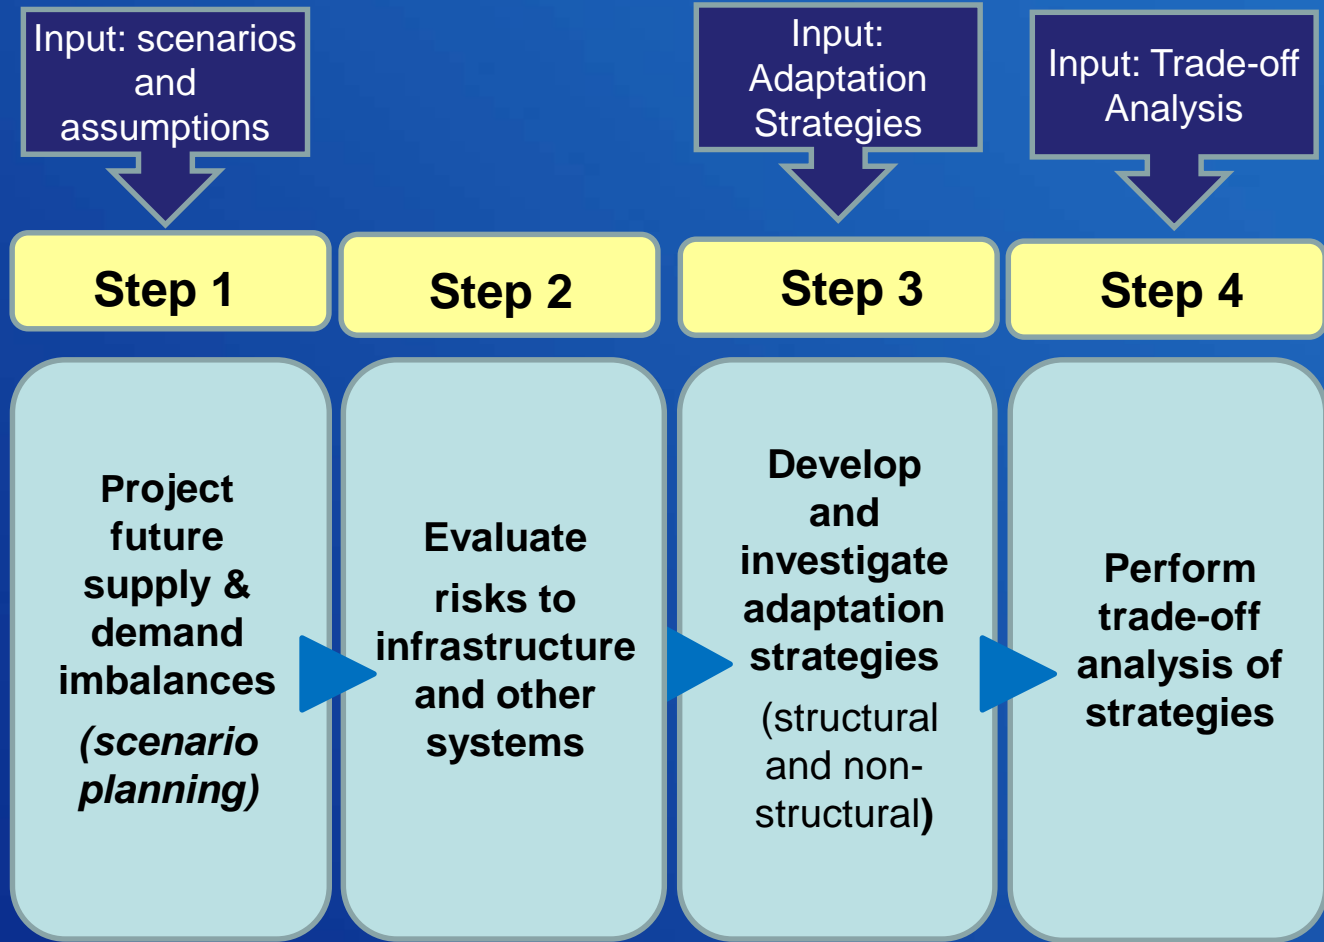 Input: scenarios
and
assumptions
Input:
Adaptation
Strategies
Input: Trade-off
Analysis
Step 1
Step 2
Step 3
Step 4
Project
future
supply &
demand
imbalances
(scenario
planning)
Evaluate
risks to
infrastructure
and other
systems
Develop
and
investigate
adaptation
strategies
(structural
and non-
structural)
Perform
trade-off
analysis of
strategies